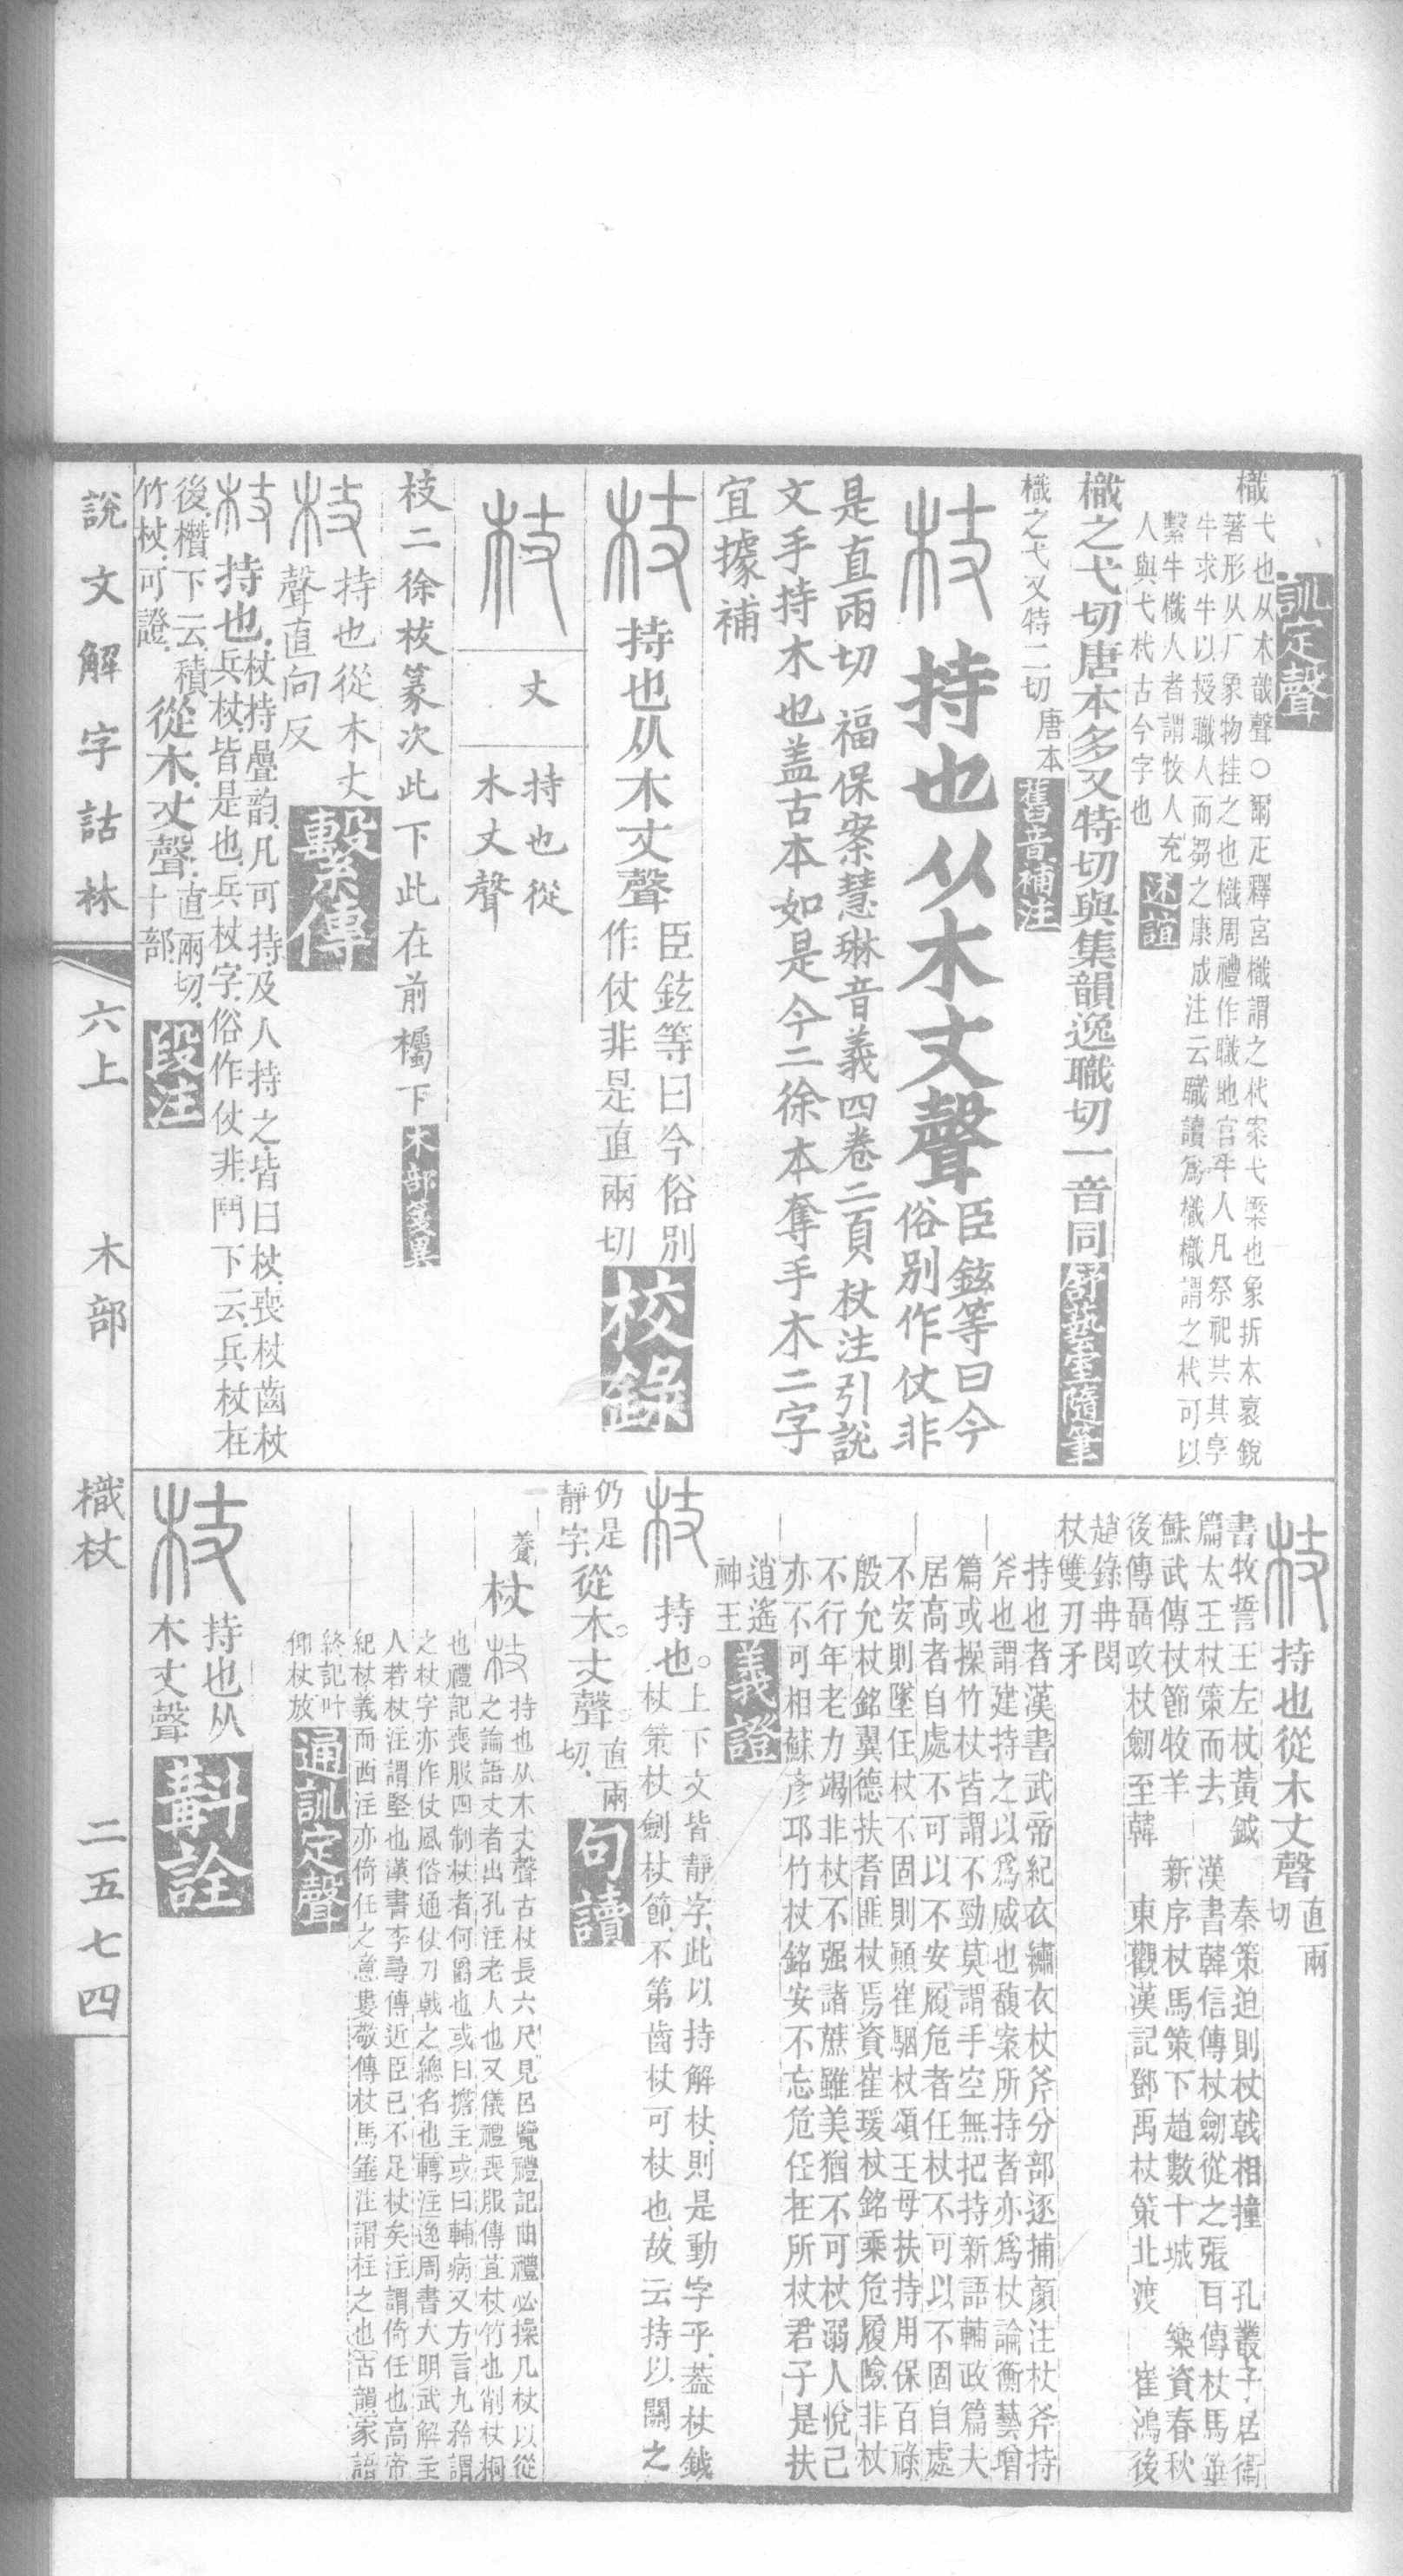 訓定聲
樴弋也从木戠聲○爾疋釋宮樴謂之杙案弋橜也象折木衺銳
著形从厂象物挂之也樴周禮作職地官牛人凡祭祀共其享
牛求牛以授職人而芻之康成注云職讀爲樴樴謂之杙可以
繫牛樴人者謂牧人充
人與弋杙古今字也 述誼
樴之弋切唐本多又特切與集韻逸職切一音同 舒藝室隨筆
樴之弋又特二切 唐本 舊音補注
杖 持也从木丈聲 臣鉉等曰今
俗別作仗非
是直兩切 福保案慧琳音義四卷二頁杖注引說
文手持木也盖古本如是今二徐本奪手木二字
宜據補
杖 持也从木丈聲 臣鉉等曰今俗別
作仗非是直兩切 校錄
杖 丈 持也從
木丈聲
杖二徐杖篆次此下此在前欘下 木部箋異
杖 持也從木丈
聲直向反 繫傳
杖 持也杖持疊韵凡可持及人持之皆曰杖喪杖齒杖
兵杖皆是也兵杖字俗作仗非鬥下云兵杖在
後欑下云積
竹杖可證 從木丈聲直兩切
十部 段注
杖 持也從木丈聲 直兩
切
書牧誓王左杖黃鉞 秦策迫則杖戟相撞 孔叢子居衛
篇太王杖策而去 漢書韓信傳杖劒從之張耳傳杖馬箠
蘇武傳杖節牧羊 新序杖馬策下趙數十城 樂資春秋
後傳聶政杖劒至韓 東觀漢記鄧禹杖策北渡 崔鴻後
趙錄冉閔
杖雙刃矛
持也者漢書武帝紀衣繡衣杖斧分部逐捕顏注杖斧持
斧也謂建持之以爲威也馥案所持者亦爲杖論衡藝增
篇或操竹杖皆謂不勁莫謂手空無把持新語輔政篇夫
居高者自處不可以不安履危者任杖不可以不固自處
不安則墜任杖不固則顚崔駰杖頌王母扶持用保百祿
殷允杖銘翼德扶耆匪杖焉資崔瑗杖銘乘危履險非杖
不行年老力竭非杖不强諸蔗雖美猶不可杖溺人悅己
亦不可相蘇彥邛竹杖銘安不忘危任在所杖君子是扶
逍遙
神王 義證
杖 持也。上下文皆靜字此以持解杖則是動字乎葢杖鉞
杖策杖劍杖節不第齒杖可杖也故云持以關之
仍是
靜字 從木。丈聲直兩
切 句讀
養 杖
杖持也从木丈聲古杖長六尺見呂覽禮記曲禮必操几杖以從
之論語丈者出孔注老人也又儀禮喪服傳苴杖竹也削杖桐
也禮記喪服四制杖者何爵也或曰擔主或曰輔病又方言九矜謂
之杖字亦作仗風俗通仗刀戟之總名也轉注逸周書大明武解主
人若杖注謂堅也漢書李尋傳近臣已不足杖矣注謂倚任也高帝
紀杖義而西注亦倚任之意婁敬傳杖馬箠注謂柱之也古韻家語
終記叶
仰杖放 通訓定聲
杖 持也从
木丈聲 斠詮
說文解字詁林 六上 木部 樴杖 二五七四